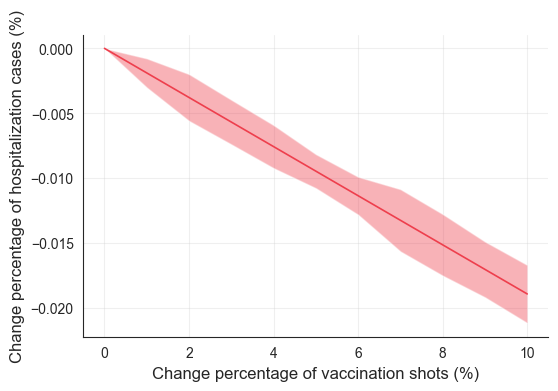 Change percentage of hospitalization cases (%)
0.000
−0.005
−0.010
−0.015
−0.020
0 2 4 6 8 10
Change percentage of vaccination shots (%)